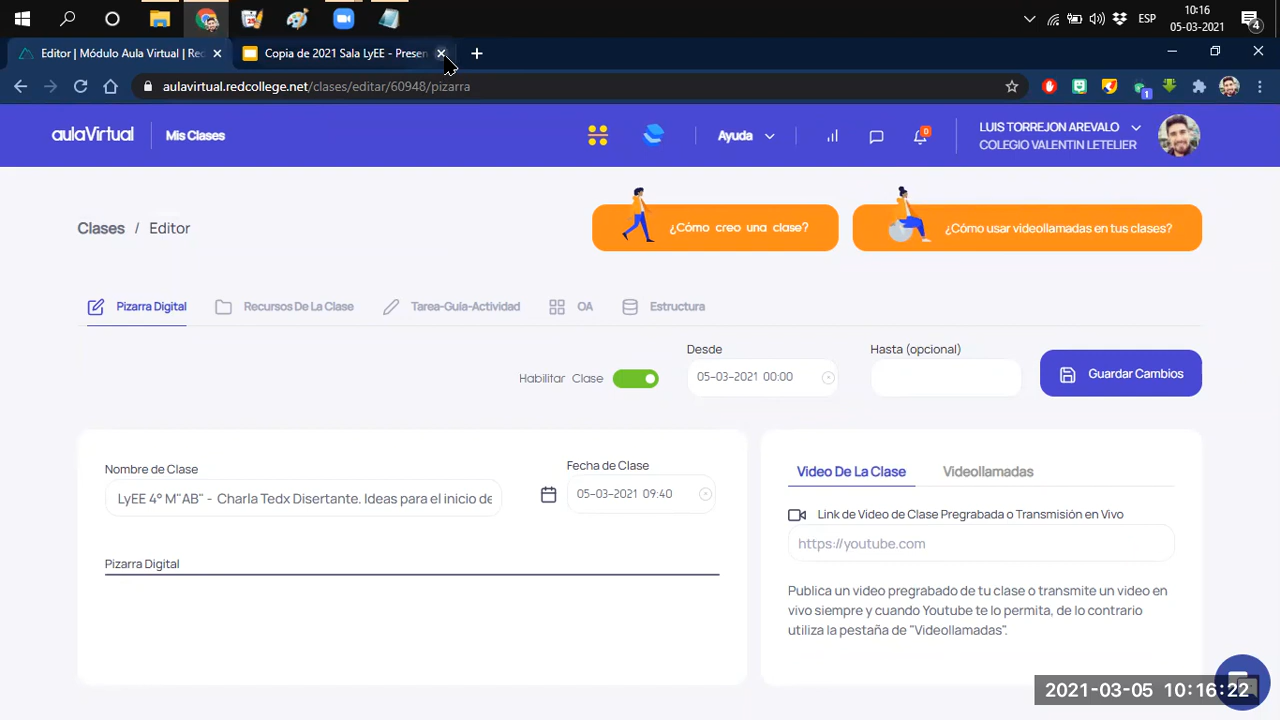 ESP
10:16
05-03-2021
4
Editor | Módulo Aula Virtual | Re
Copia de 2021 Sala LyEE - Presen
aulavirtual.redcollege.net/clases/editar/60948/pizarra
1
aulaVirtual
Mis Clases
Ayuda
0
LUIS TORREJON AREVALO
COLEGIO VALENTIN LETELIER
Clases / Editor
¿Cómo creo una clase?
¿Cómo usar videollamadas en tus clases?
Pizarra Digital
Recursos De La Clase
Tarea-Guía-Actividad
OA
Estructura
Habilitar Clase
Desde
05-03-2021 00:00
Hasta (opcional)
Guardar Cambios
Nombre de Clase
LyEE 4° M"AB" - Charla Tedx Disertante. Ideas para el inicio de
Fecha de Clase
05-03-2021 09:40
Pizarra Digital
Video De La Clase
Videollamadas
Link de Video de Clase Pregrabada o Transmisión en Vivo
https://youtube.com
Publica un video pregrabado de tu clase o transmite un video en
vivo siempre y cuando Youtube te lo permita, de lo contrario
utiliza la pestaña de "Videollamadas".
2021-03-05 10:16:22